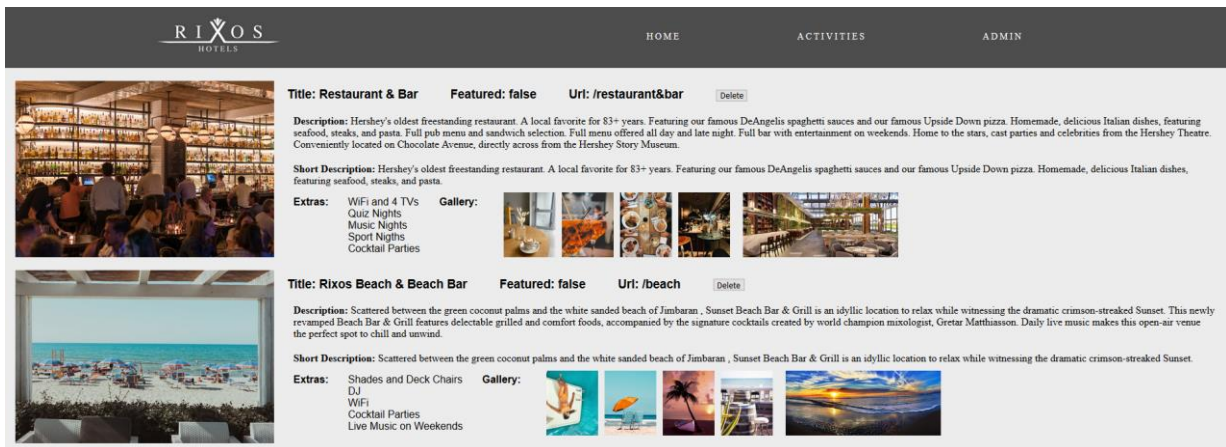 RIXOS
HOTELS
HOME
ACTIVITIES
ADMIN
Title: Restaurant & Bar Featured: false Url: /restaurant&bar Delete
Description: Hershey's oldest freestanding restaurant. A local favorite for 83+ years. Featuring our famous DeAngelis spaghetti sauces and our famous Upside Down pizza. Homemade, delicious Italian dishes, featuring
seafood, steaks, and pasta. Full pub menu and sandwich selection. Full menu offered all day and late night. Full bar with entertainment on weekends. Home to the stars, cast parties and celebrities from the Hershey Theatre.
Conveniently located on Chocolate Avenue, directly across from the Hershey Story Museum.
Short Description: Hershey's oldest freestanding restaurant. A local favorite for 83+ years. Featuring our famous DeAngelis spaghetti sauces and our famous Upside Down pizza. Homemade, delicious Italian dishes,
featuring seafood, steaks, and pasta.
Extras: WiFi and 4 TVs Gallery:
Quiz Nights
Music Nights
Sport Nigths
Cocktail Parties
Title: Rixos Beach & Beach Bar Featured: false Url: /beach Delete
Description: Scattered between the green coconut palms and the white sanded beach of Jimbaran , Sunset Beach Bar & Grill is an idyllic location to relax while witnessing the dramatic crimson-streaked Sunset. This newly
revamped Beach Bar & Grill features delectable grilled and comfort foods, accompanied by the signature cocktails created by world champion mixologist, Gretar Matthiasson. Daily live music makes this open-air venue
the perfect spot to chill and unwind.
Short Description: Scattered between the green coconut palms and the white sanded beach of Jimbaran , Sunset Beach Bar & Grill is an idyllic location to relax while witnessing the dramatic crimson-streaked Sunset.
Extras: Shades and Deck Chairs Gallery:
DJ
WiFi
Cocktail Parties
Live Music on Weekends